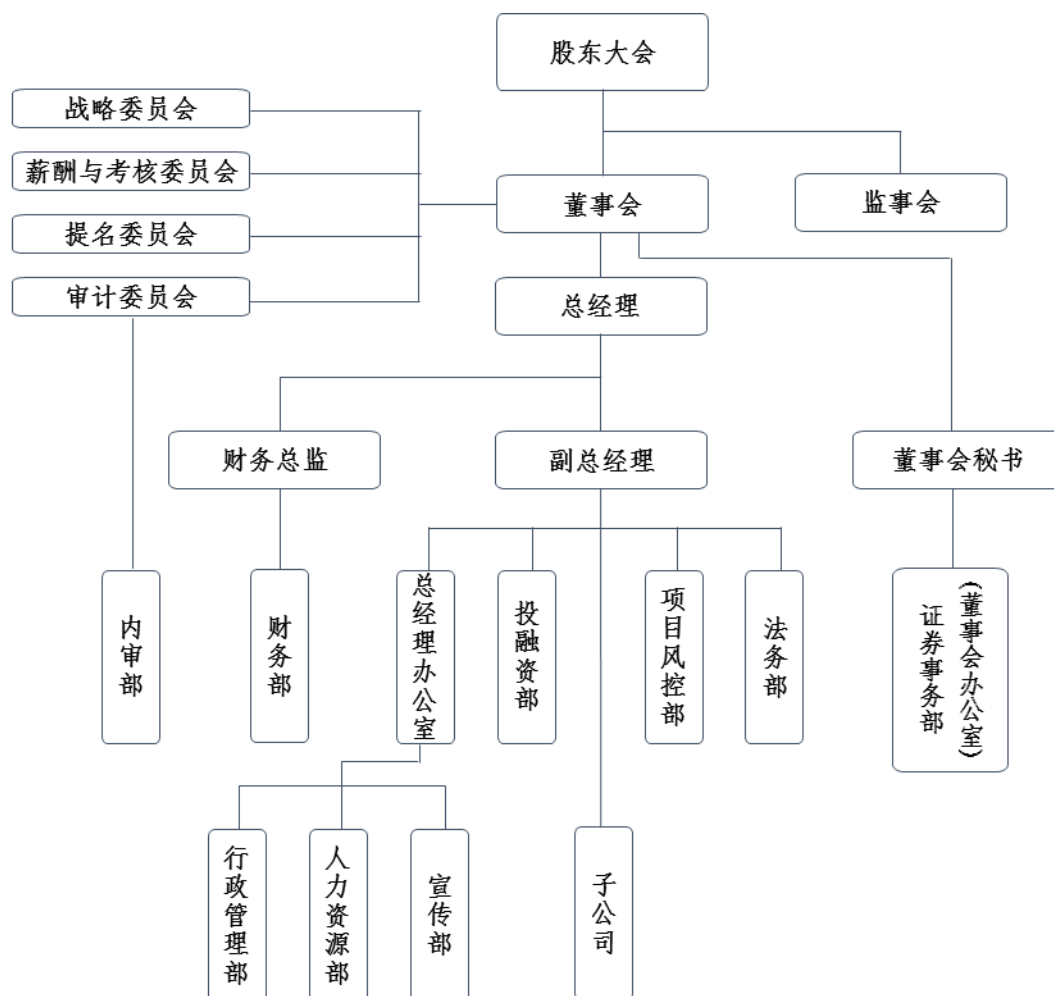 股东大会
战略委员会
薪酬与考核委员会
提名委员会
审计委员会
董事会
监事会
总经理
财务总监
副总经理
董事会秘书
内审部
财务部
总经理办公室
投融资部
项目风控部
法务部
证券事务部
(董事会办公室)
行政管理部
人力资源部
宣传部
子公司